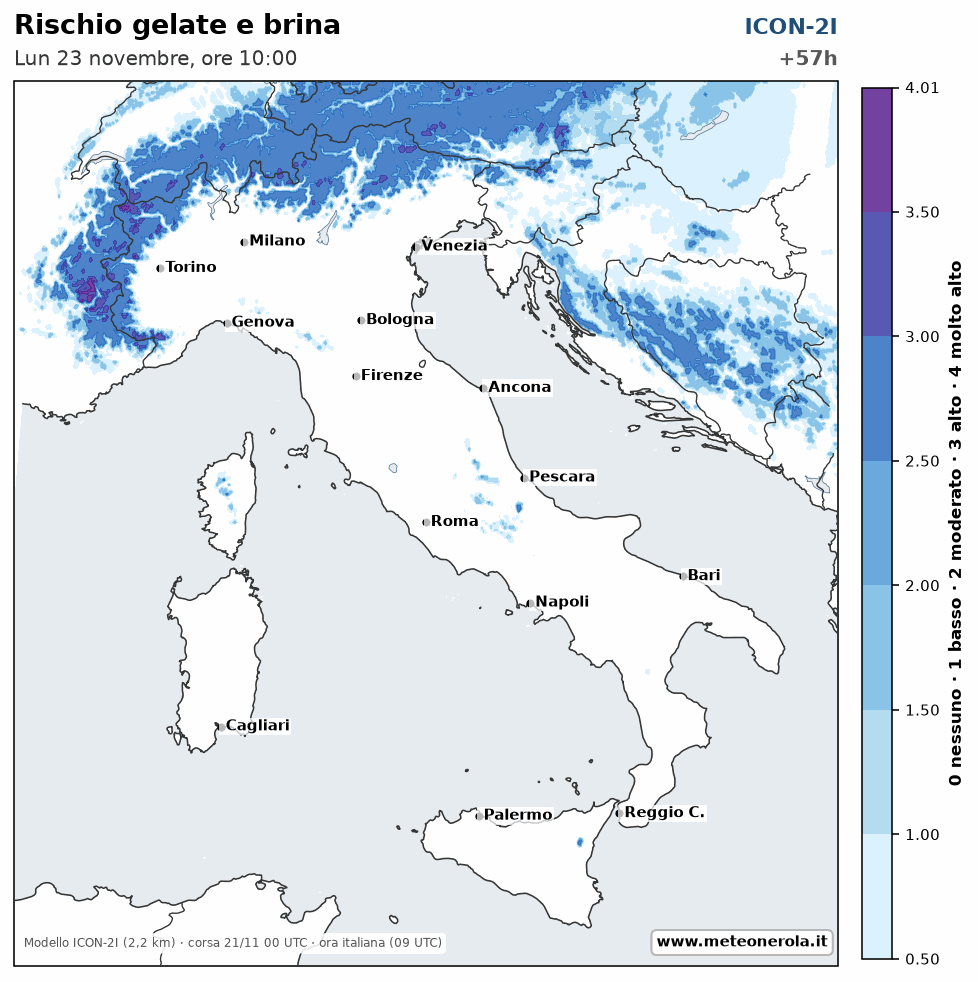 Rischio gelate e brina
ICON-2I
Lun 23 novembre, ore 10:00
+57h
Milano
Venezia
Torino
Genova
Bologna
Firenze
Ancona
Pescara
Roma
Bari
Napoli
Cagliari
Palermo
Reggio C.
Modello ICON-2I (2,2 km) · corsa 21/11 00 UTC · ora italiana (09 UTC)
www.meteonerola.it
4.01
3.50
3.00
2.50
2.00
1.50
1.00
0.50
0 nessuno · 1 basso · 2 moderato · 3 alto · 4 molto alto